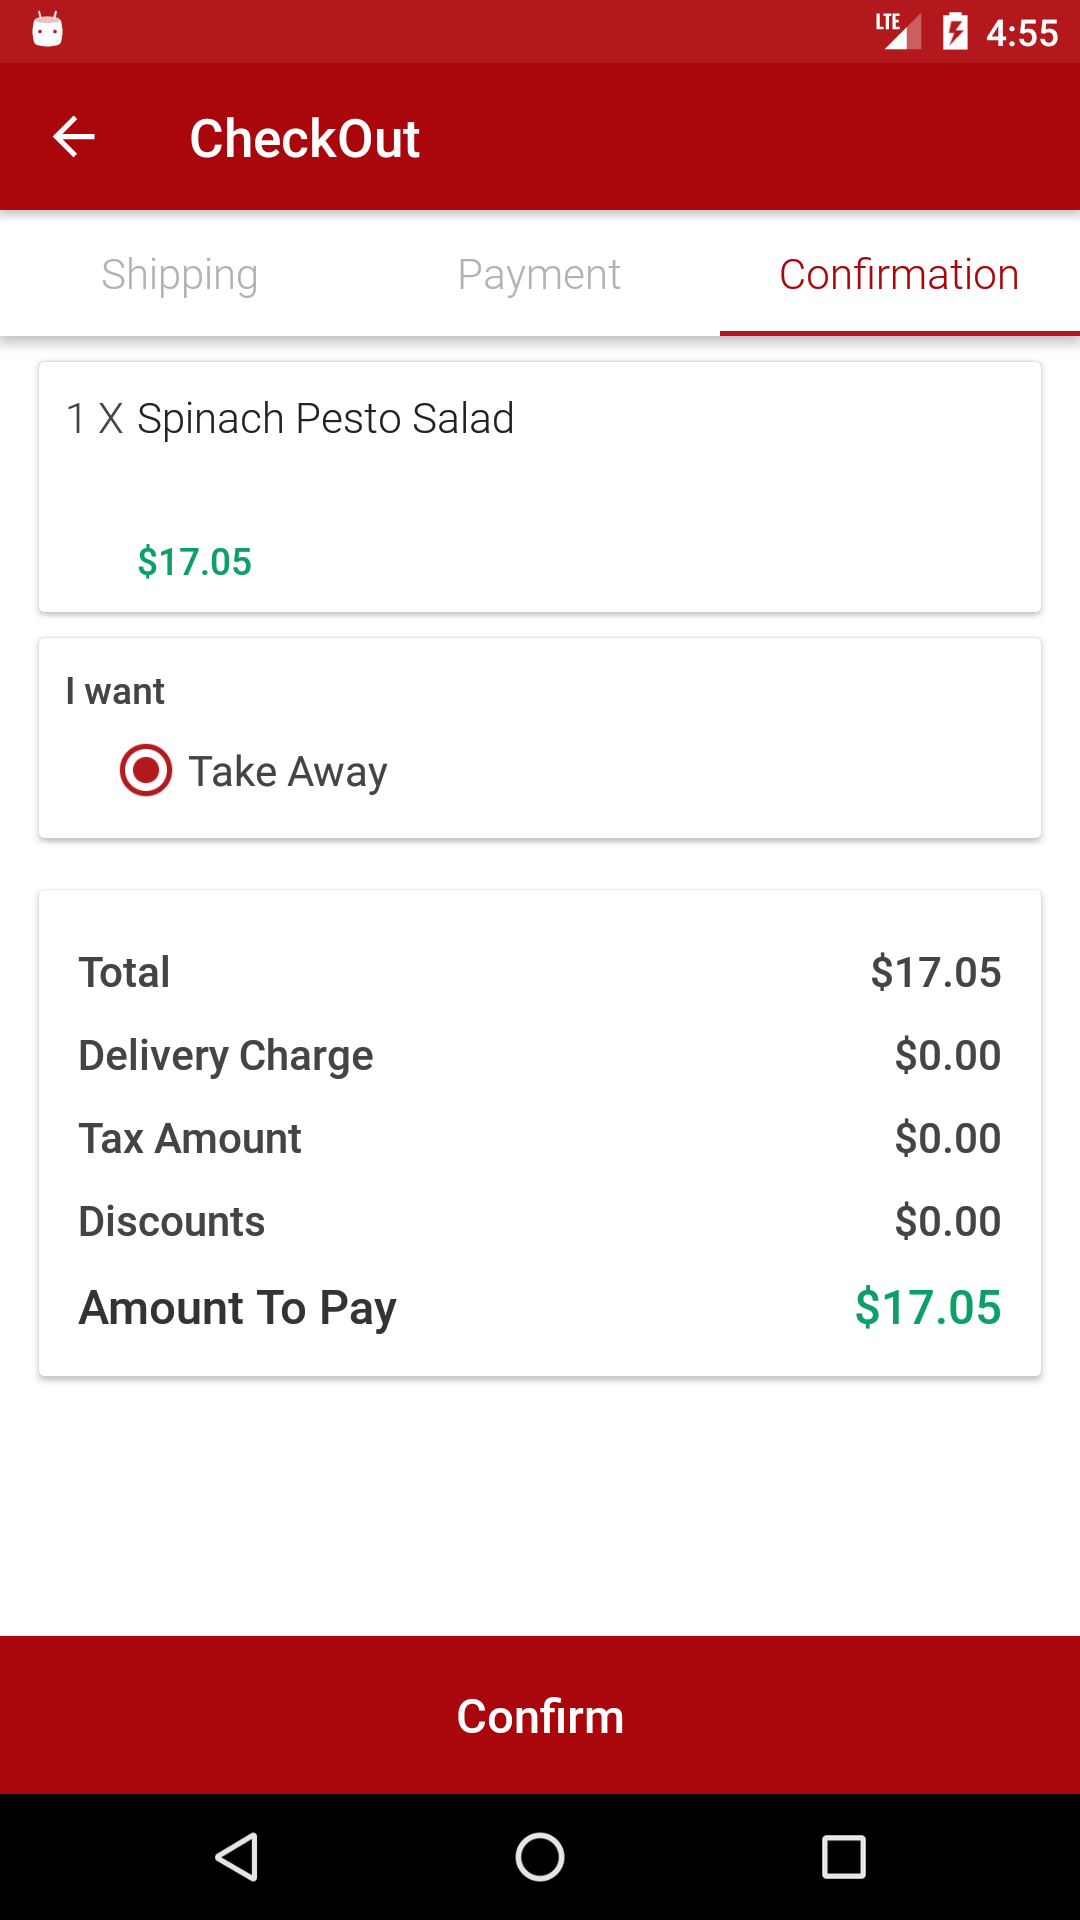 LTE 4:55
CheckOut
Shipping Payment Confirmation
1 X Spinach Pesto Salad
$17.05
I want
Take Away
Total $17.05
Delivery Charge $0.00
Tax Amount $0.00
Discounts $0.00
Amount To Pay $17.05
Confirm